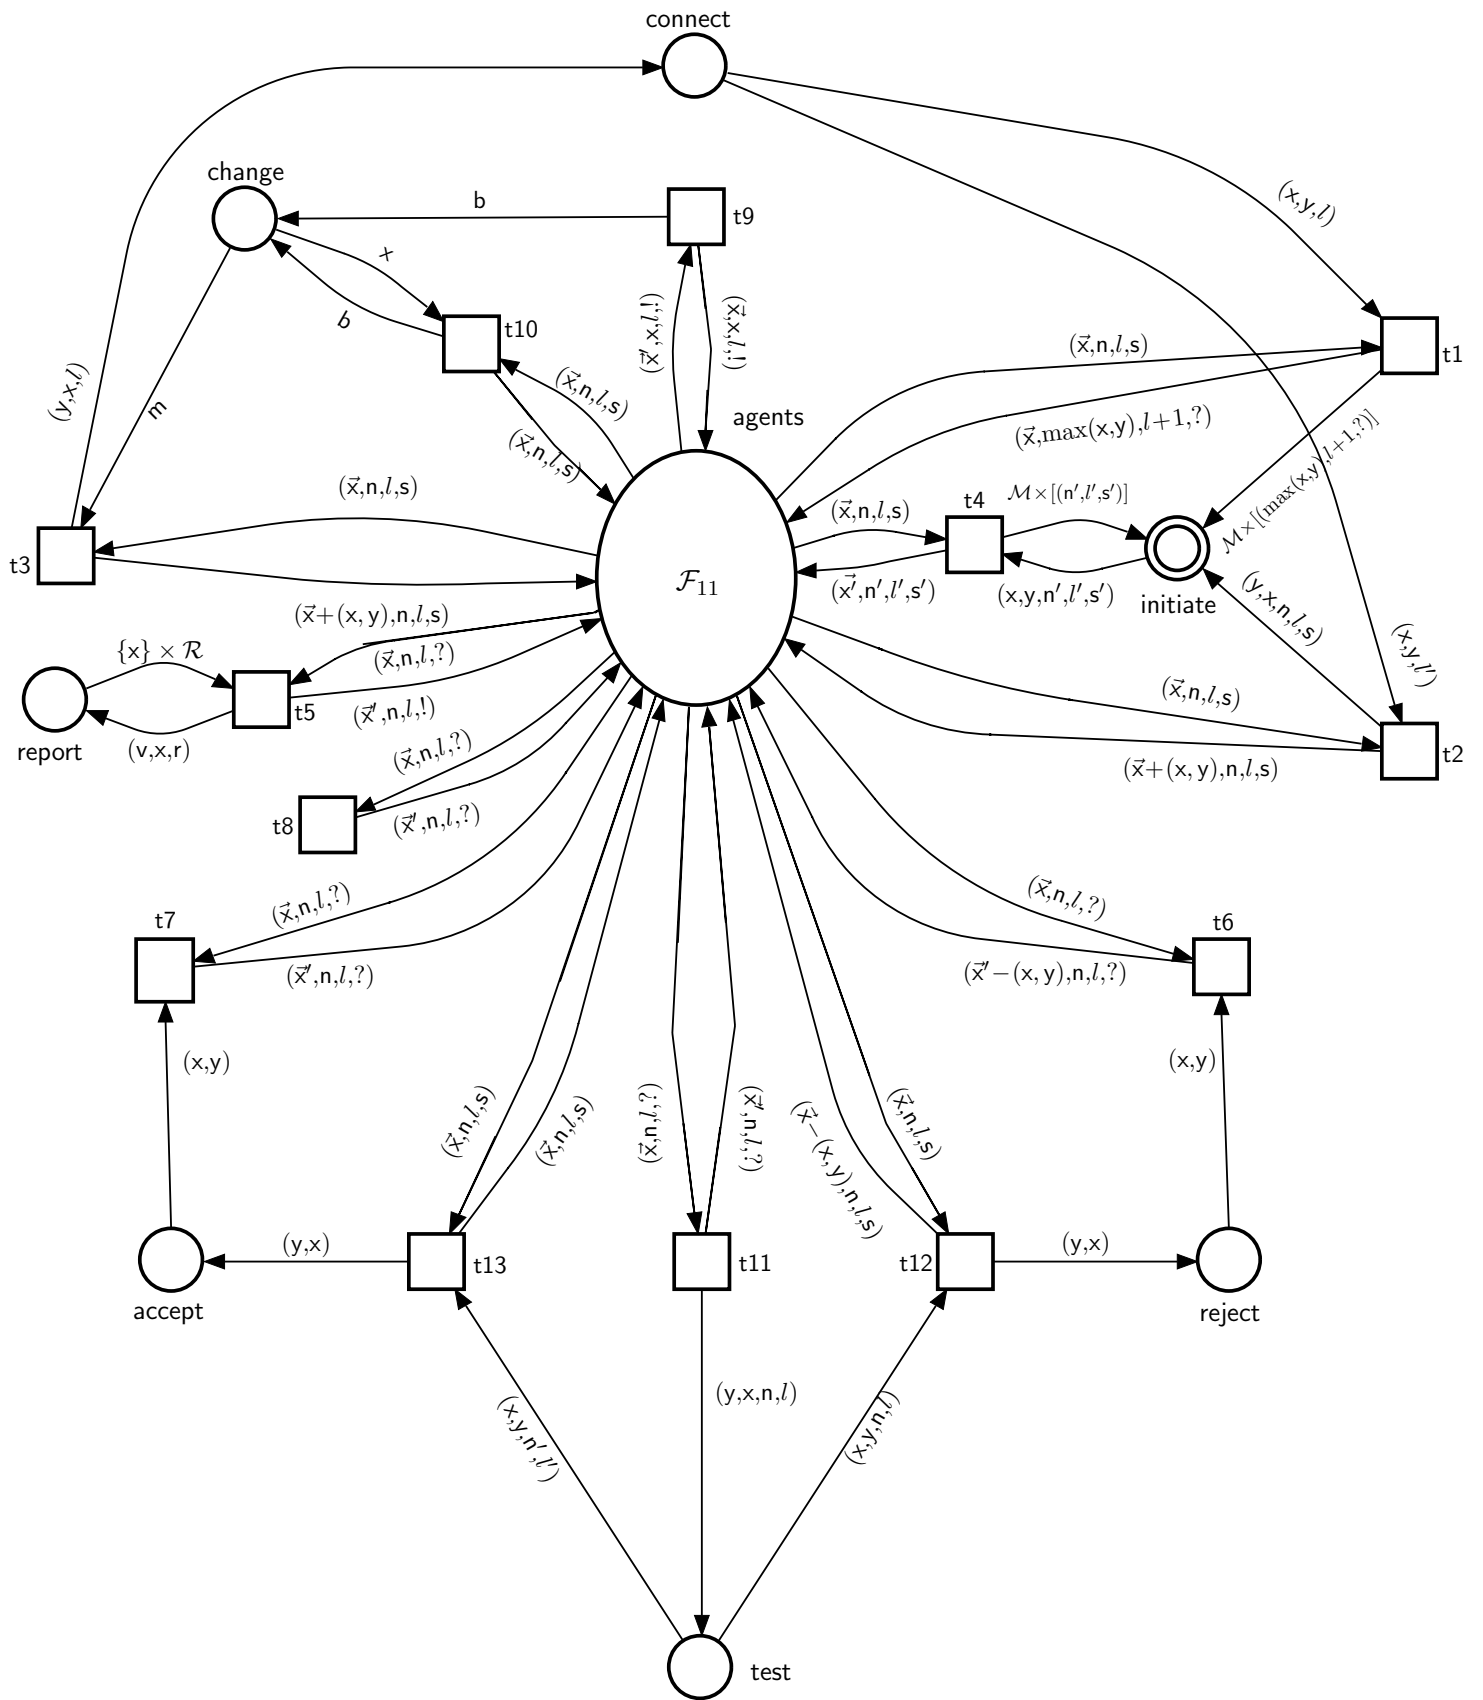 connect
change
b
t9
(x,y,l)
x
b
t10
(x⃗′,x,l,!)
(x⃗,x,l,!)
(x⃗,n,l,s)
t1
(y,x,l)
m
(x⃗,n,l,s)
agents
(x⃗,max(x,y),l+1,?)
(x⃗,n,l,s)
ℳ×[(max(x,y),l+1,?)]
(x⃗,n,l,s)
(x⃗,n,l,s)
t4
ℳ×[(n′,l′,s′)]
t3
ℱ₁₁
(x⃗′,n′,l′,s′)
(x,y,n′,l′,s′)
initiate
(y,x,n,l,s)
(x⃗+(x, y),n,l,s)
{x} × ℛ
(x⃗,n,l,?)
(x,y,l′)
(x⃗,n,l,s)
t5
(x⃗′,n,l,!)
report
(v,x,r)
(x⃗,n,l,?)
t2
(x⃗+(x, y),n,l,s)
t8
(x⃗′,n,l,?)
(x⃗,n,l,?)
(x⃗,n,l,?)
t7
t6
(x⃗′,n,l,?)
(x⃗′−(x, y),n,l,?)
(x,y)
(x,y)
(x⃗,n,l,s)
(x⃗,n,l,s)
(x⃗,n,l,?)
(x⃗′,n,l,?)
(x⃗−(x, y),n,l,s)
(x⃗,n,l,s)
(y,x)
t13
t11
t12
(y,x)
accept
reject
(x,y,n′,l′)
(y,x,n,l)
(x,y,n,l)
test